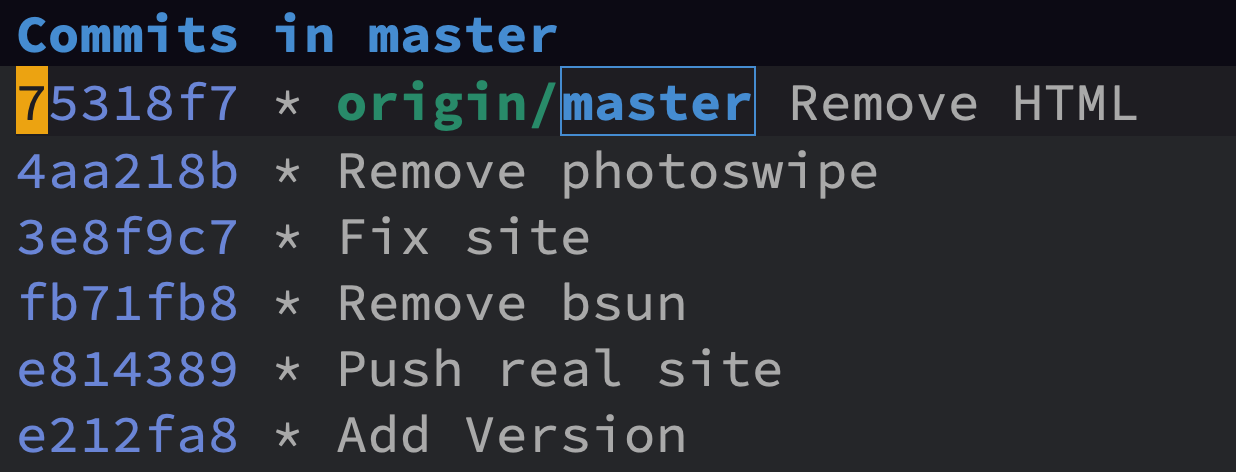 Commits in master
75318f7 * origin/master Remove HTML
4aa218b * Remove photoswipe
3e8f9c7 * Fix site
fb71fb8 * Remove bsun
e814389 * Push real site
e212fa8 * Add Version